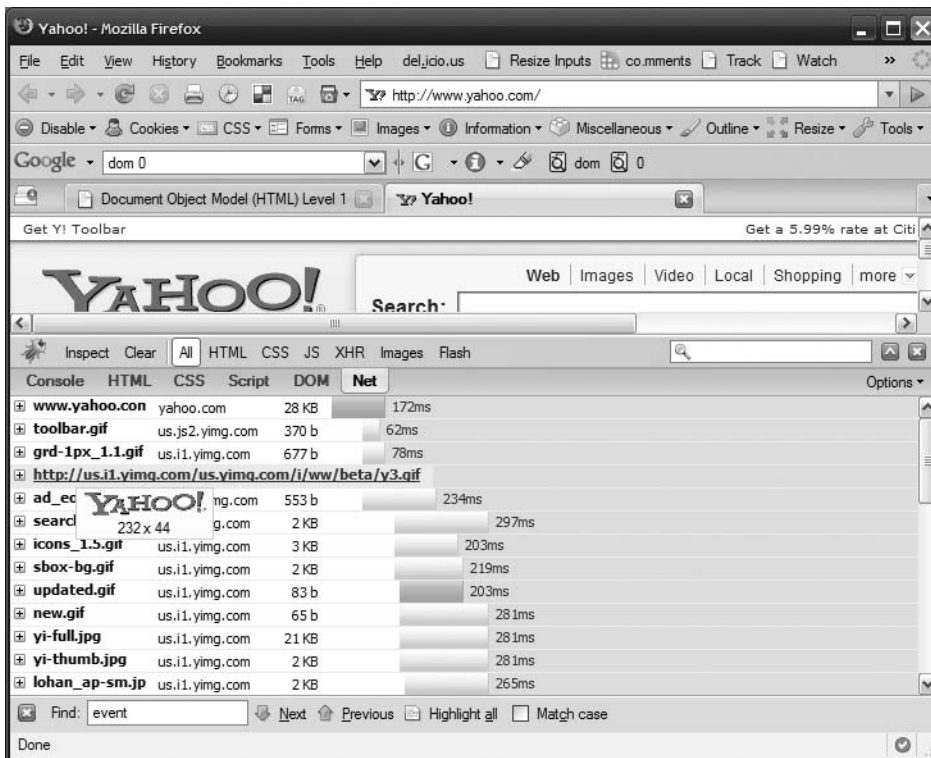 Yahoo! - Mozilla Firefox
File Edit View History Bookmarks Tools Help del.icio.us Resize Inputs co.mments Track Watch »
TAG http://www.yahoo.com/
Disable Cookies CSS Forms Images Information Miscellaneous Outline Resize Tools
Google dom 0 G dom 0
Document Object Model (HTML) Level 1 Yahoo!
Get Y! Toolbar Get a 5.99% rate at Citi
YAHOO! Web Images Video Local Shopping more
Search:
Inspect Clear All HTML CSS JS XHR Images Flash
Console HTML CSS Script DOM Net Options
www.yahoo.con yahoo.com 28 KB 172ms
toolbar.gif us.js2.yimg.com 370 b 62ms
grd-1px_1.1.gif us.i1.yimg.com 677 b 78ms
http://us.i1.yimg.com/us.yimg.com/i/ww/beta/y3.gif
ad_ec mg.com 553 b 234ms
YAHOO!
searcl g.com 2 KB 297ms
232 x 44
icons_1.5.gif us.i1.yimg.com 3 KB 203ms
sbox-bg.gif us.i1.yimg.com 2 KB 219ms
updated.gif us.i1.yimg.com 83 b 203ms
new.gif us.i1.yimg.com 65 b 281ms
yi-full.jpg us.i1.yimg.com 21 KB 281ms
yi-thumb.jpg us.i1.yimg.com 2 KB 281ms
lohan_ap-sm.jp us.i1.yimg.com 2 KB 265ms
Find: event Next Previous Highlight all Match case
Done